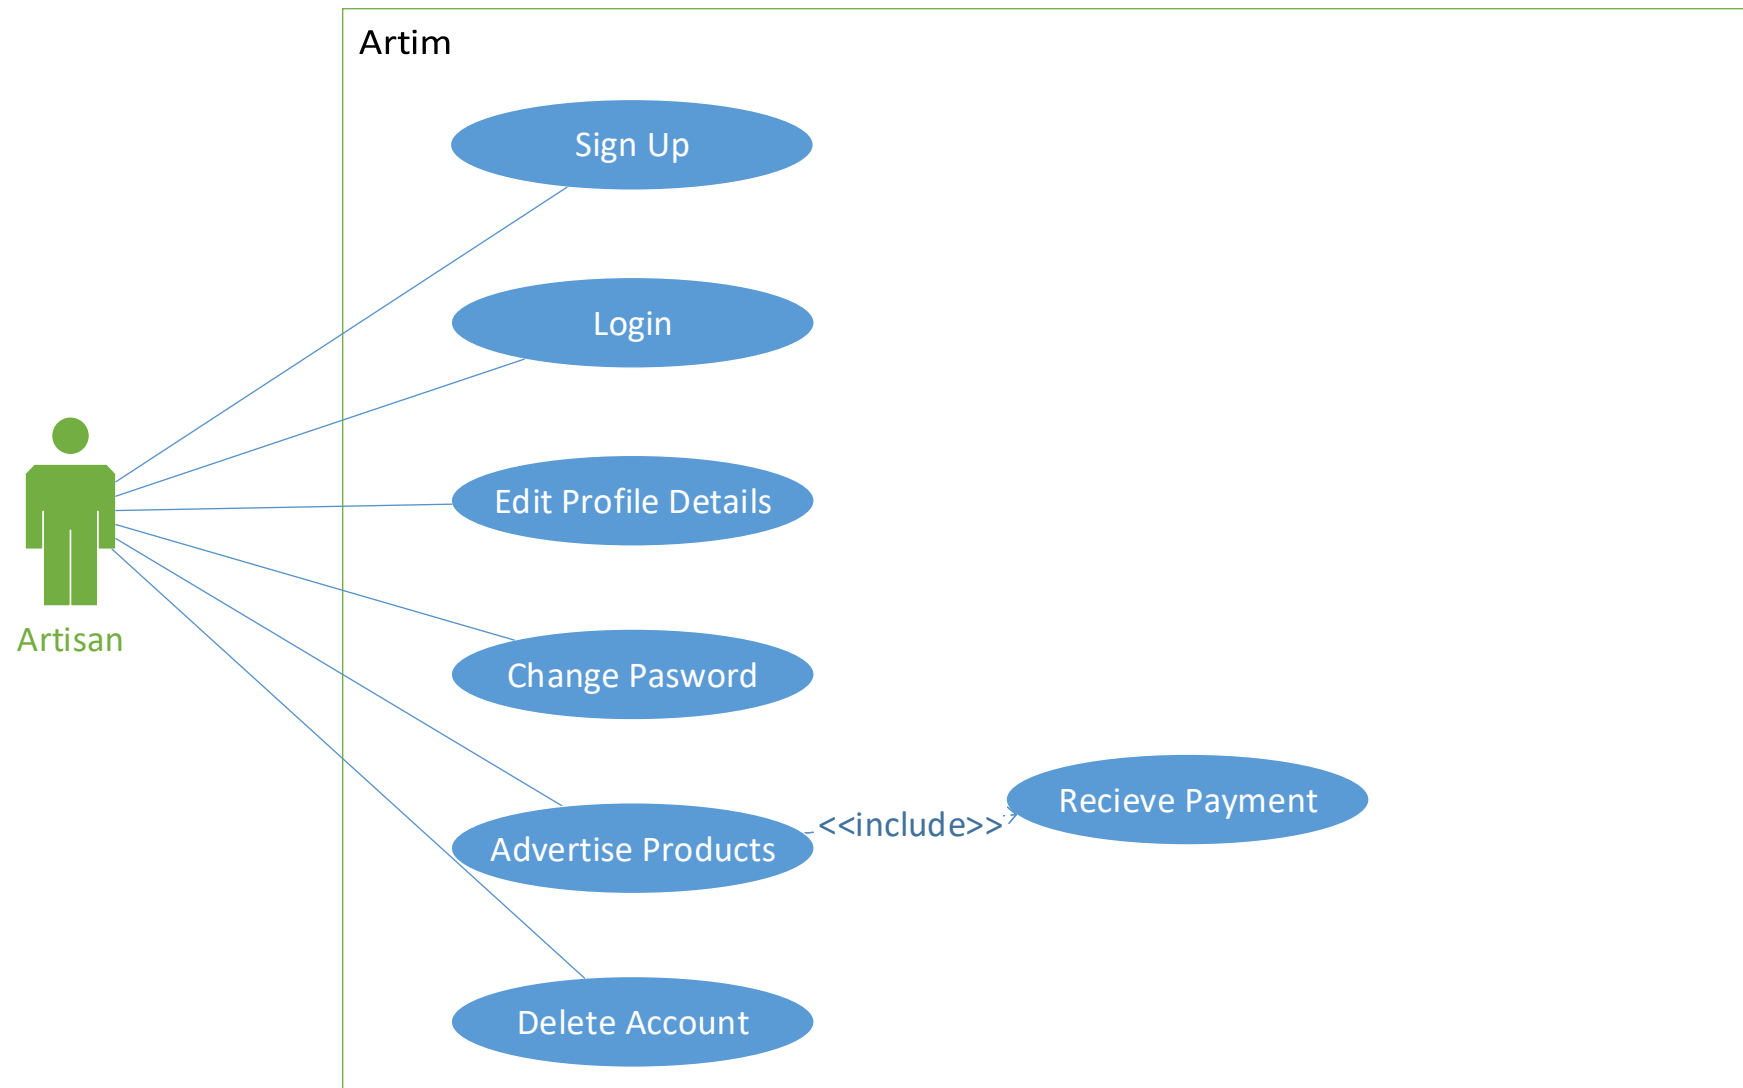 Artim
Sign Up
Login
Edit Profile Details
Artisan
Change Pasword
Recieve Payment
<<include>>
Advertise Products
Delete Account